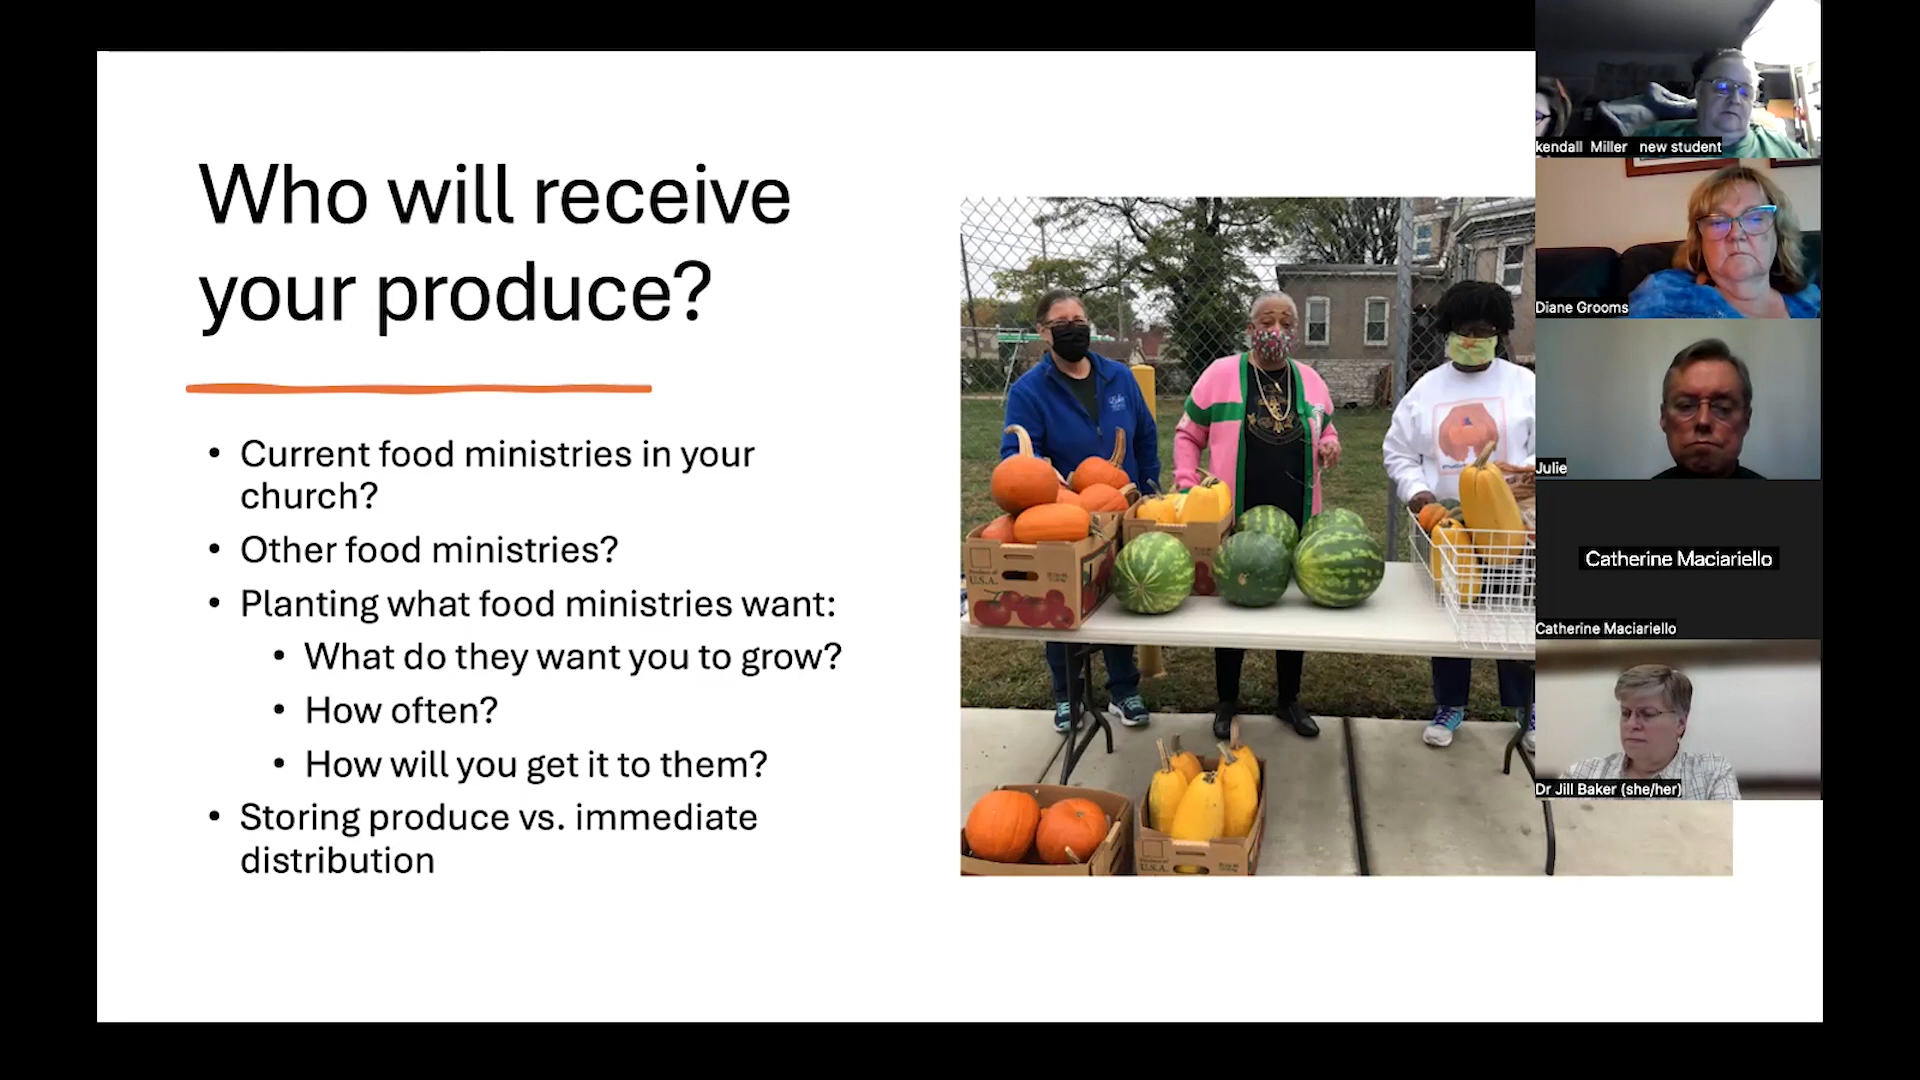 Who will receive
your produce?
• Current food ministries in your
church?
• Other food ministries?
• Planting what food ministries want:
• What do they want you to grow?
• How often?
• How will you get it to them?
• Storing produce vs. immediate
distribution
U.S.A.
U.S.A.
kendall Miller new student
Diane Grooms
Julie
Catherine Maciariello
Catherine Maciariello
Dr Jill Baker (she/her)